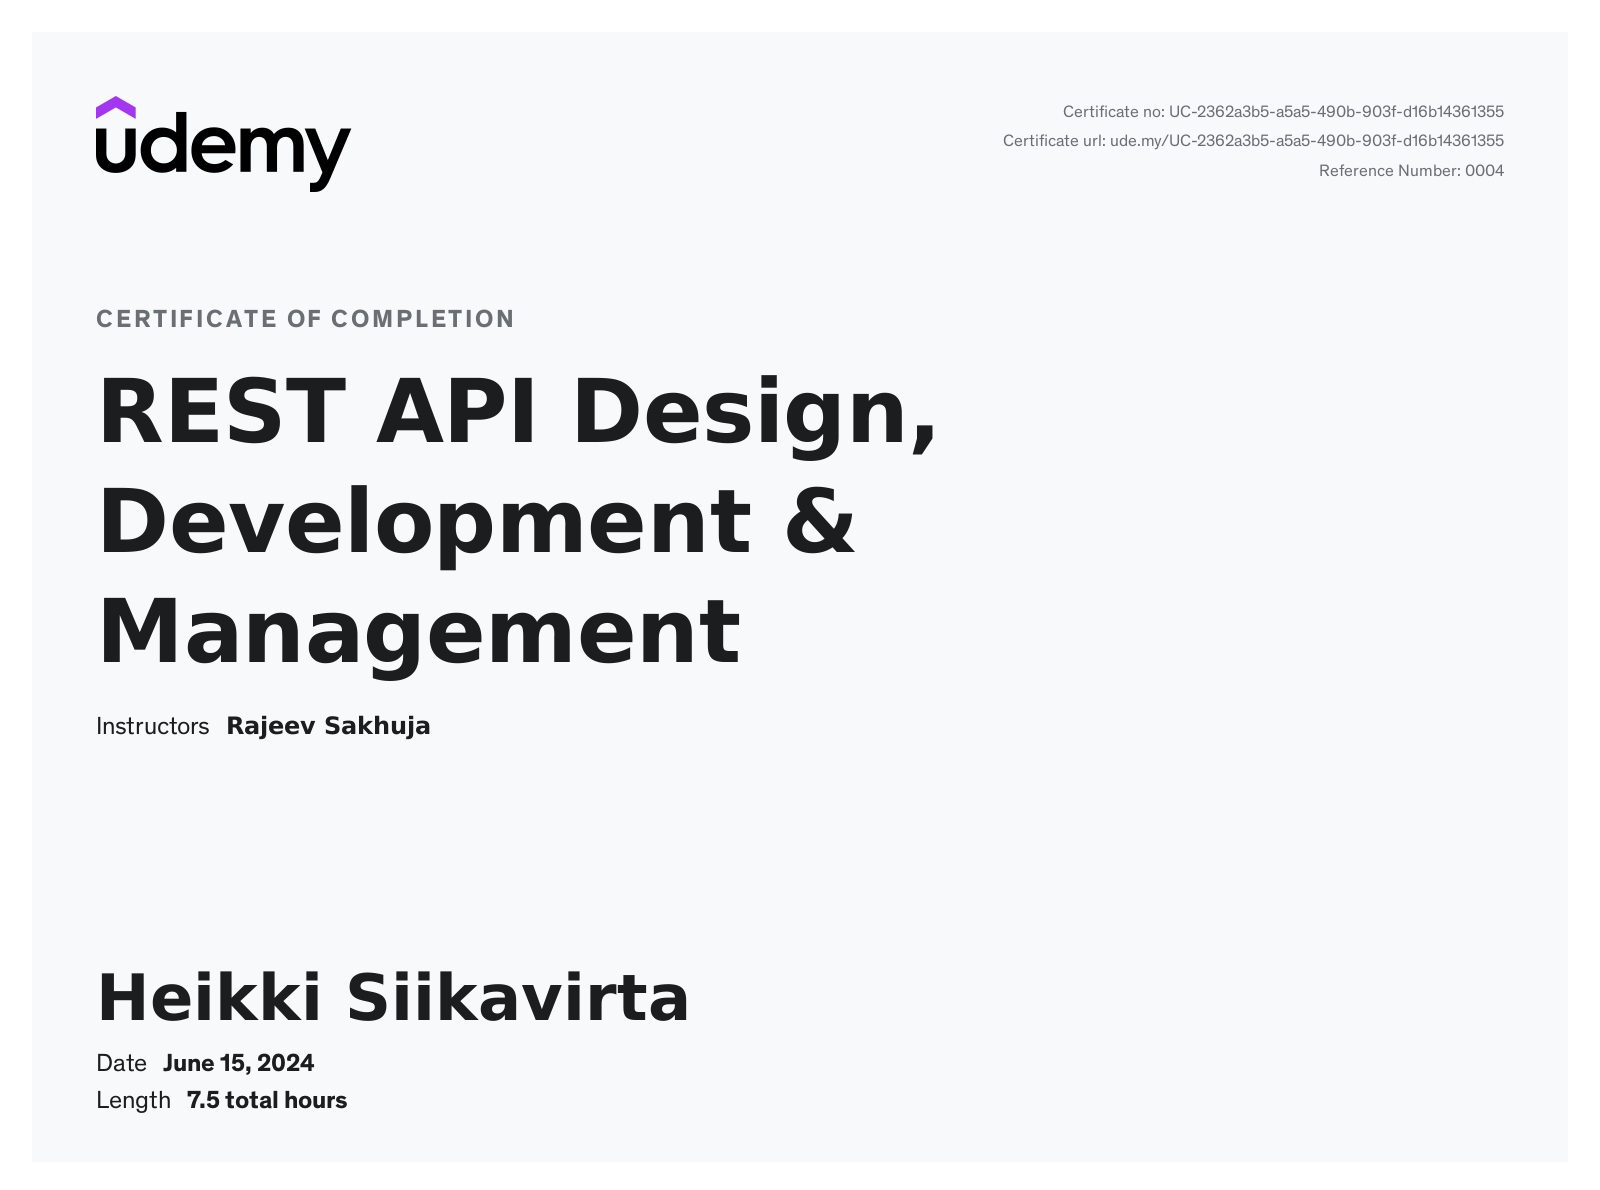 udemy
Certificate no: UC-2362a3b5-a5a5-490b-903f-d16b14361355
Certificate url: ude.my/UC-2362a3b5-a5a5-490b-903f-d16b14361355
Reference Number: 0004
CERTIFICATE OF COMPLETION
REST API Design,
Development &
Management
Instructors Rajeev Sakhuja
Heikki Siikavirta
Date June 15, 2024
Length 7.5 total hours